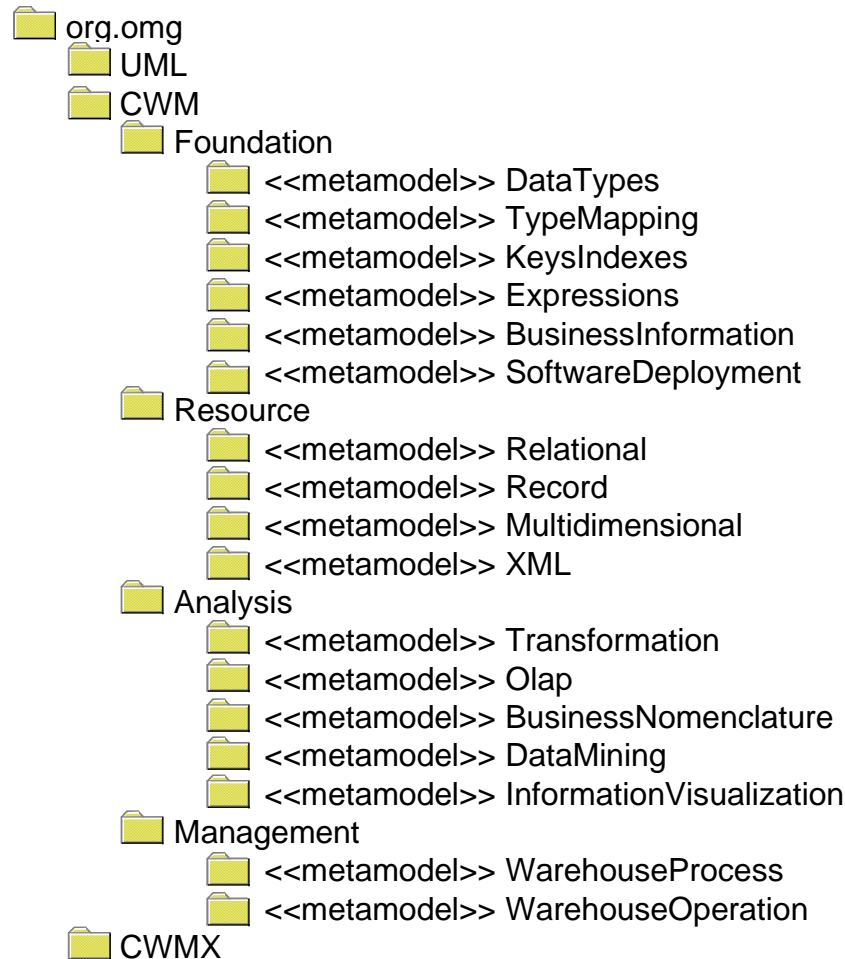 org.omg
UML
CWM
Foundation
<<metamodel>> DataTypes
<<metamodel>> TypeMapping
<<metamodel>> KeysIndexes
<<metamodel>> Expressions
<<metamodel>> BusinessInformation
<<metamodel>> SoftwareDeployment
Resource
<<metamodel>> Relational
<<metamodel>> Record
<<metamodel>> Multidimensional
<<metamodel>> XML
Analysis
<<metamodel>> Transformation
<<metamodel>> Olap
<<metamodel>> BusinessNomenclature
<<metamodel>> DataMining
<<metamodel>> InformationVisualization
Management
<<metamodel>> WarehouseProcess
<<metamodel>> WarehouseOperation
CWMX